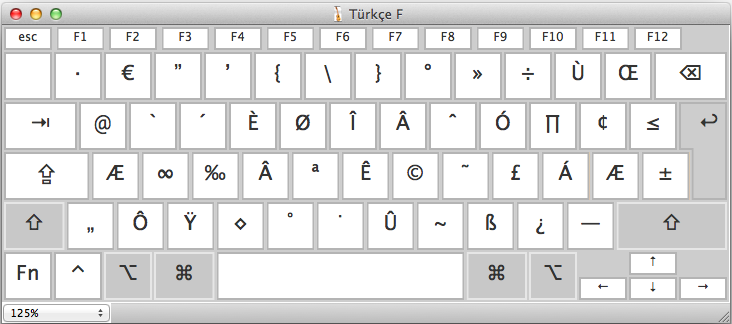 Türkçe F
esc F1 F2 F3 F4 F5 F6 F7 F8 F9 F10 F11 F12
· € ” ’ { \ } ° » ÷ Ù Œ ⌫
⇥ @ ` ´ È Ø Î Â ˆ Ó ∏ ¢ ≤ ↩
⇪ Æ ∞ ‰ Â ª Ê © ˜ £ Á Æ ±
⇧ „ Ô Ÿ ⋄ ˚ ˙ Û ~ ß ¿ — ⇧
Fn ^ ⌥ ⌘ ⌘ ⌥ ← ↑ ↓ →
125%